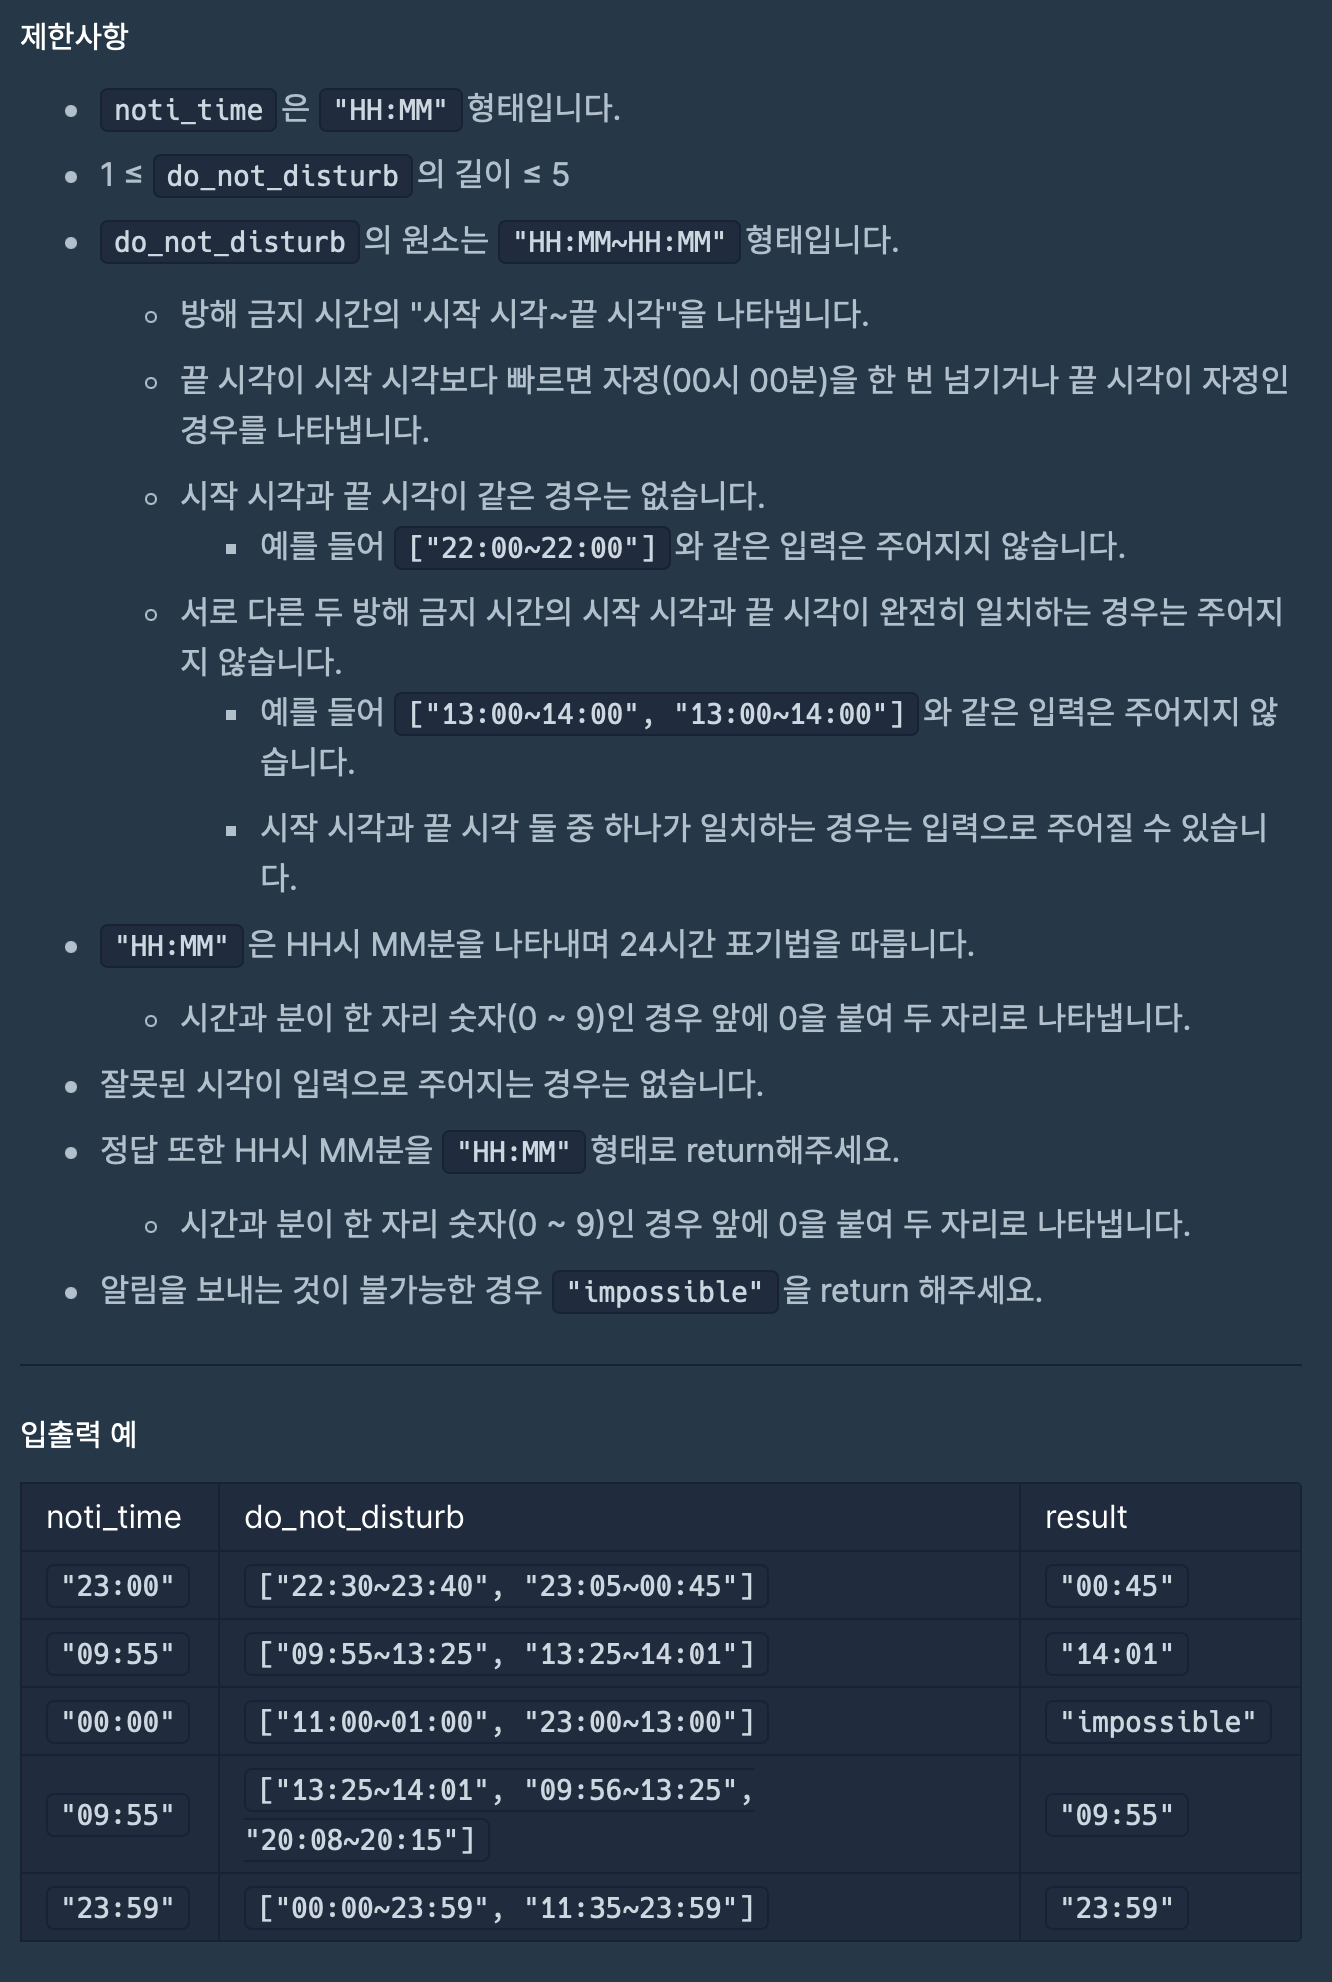 제한사항
noti_time 은 "HH:MM" 형태입니다.
1 ≤ do_not_disturb 의 길이 ≤ 5
do_not_disturb 의 원소는 "HH:MM~HH:MM" 형태입니다.
방해 금지 시간의 "시작 시각~끝 시각"을 나타냅니다.
끝 시각이 시작 시각보다 빠르면 자정(00시 00분)을 한 번 넘기거나 끝 시각이 자정인
경우를 나타냅니다.
시작 시각과 끝 시각이 같은 경우는 없습니다.
예를 들어 ["22:00~22:00"] 와 같은 입력은 주어지지 않습니다.
서로 다른 두 방해 금지 시간의 시작 시각과 끝 시각이 완전히 일치하는 경우는 주어지
지 않습니다.
예를 들어 ["13:00~14:00", "13:00~14:00"] 와 같은 입력은 주어지지 않
습니다.
시작 시각과 끝 시각 둘 중 하나가 일치하는 경우는 입력으로 주어질 수 있습니
다.
"HH:MM" 은 HH시 MM분을 나타내며 24시간 표기법을 따릅니다.
시간과 분이 한 자리 숫자(0 ~ 9)인 경우 앞에 0을 붙여 두 자리로 나타냅니다.
잘못된 시각이 입력으로 주어지는 경우는 없습니다.
정답 또한 HH시 MM분을 "HH:MM" 형태로 return해주세요.
시간과 분이 한 자리 숫자(0 ~ 9)인 경우 앞에 0을 붙여 두 자리로 나타냅니다.
알림을 보내는 것이 불가능한 경우 "impossible" 을 return 해주세요.
입출력 예
noti_time do_not_disturb result
"23:00" ["22:30~23:40", "23:05~00:45"] "00:45"
"09:55" ["09:55~13:25", "13:25~14:01"] "14:01"
"00:00" ["11:00~01:00", "23:00~13:00"] "impossible"
"09:55" ["13:25~14:01", "09:56~13:25",
"20:08~20:15"] "09:55"
"23:59" ["00:00~23:59", "11:35~23:59"] "23:59"